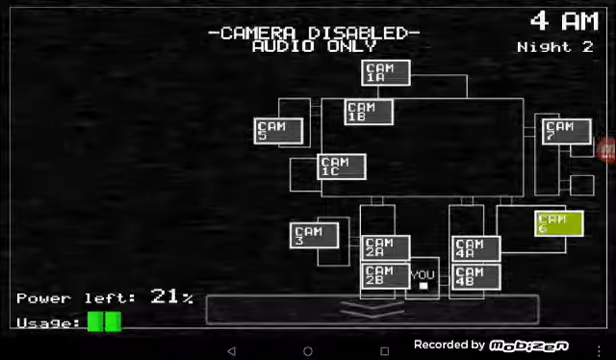 -CAMERA DISABLED-
AUDIO ONLY
4 AM
Night 2
CAM
1A
CAM
1B
CAM
5
CAM
7
CAM
1C
CAM
6
CAM
3
CAM
2A
CAM
4A
CAM
2B
YOU
CAM
4B
Power left: 21%
Usage:
Recorded by MOBIZEN